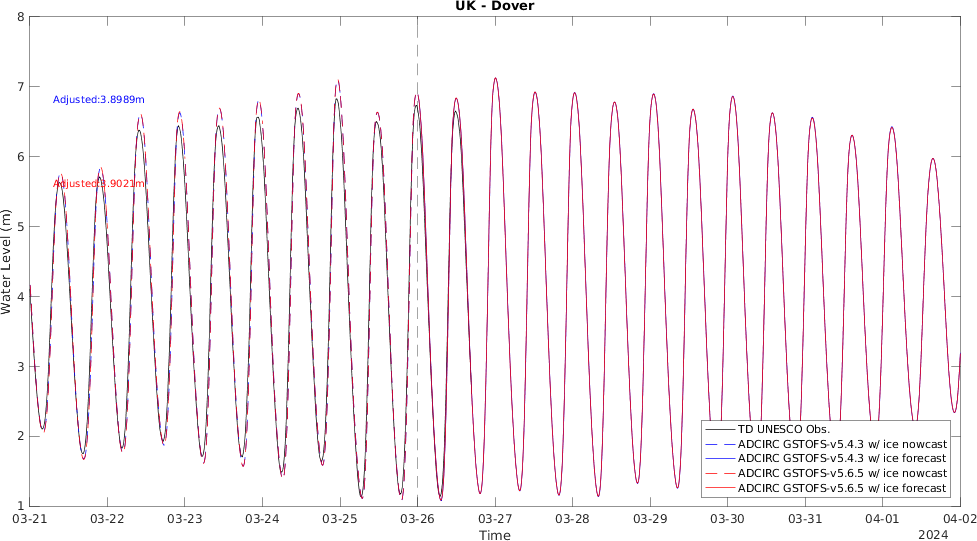 UK - Dover
8
7
6
5
4
3
2
1
Water Level (m)
Adjusted:3.8989m
Adjusted:3.9021m
TD UNESCO Obs.
ADCIRC GSTOFS-v5.4.3 w/ ice nowcast
ADCIRC GSTOFS-v5.4.3 w/ ice forecast
ADCIRC GSTOFS-v5.6.5 w/ ice nowcast
ADCIRC GSTOFS-v5.6.5 w/ ice forecast
03-21 03-22 03-23 03-24 03-25 03-26 03-27 03-28 03-29 03-30 03-31 04-01 04-02
Time
2024